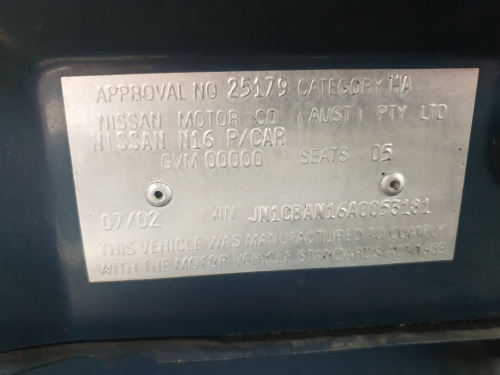 APPROVAL NO 25179 CATEGORY MA
NISSAN MOTOR CO. (AUST) PTY LTD
NISSAN N16 P/CAR
GVM 00000 SEATS 05
07/02 VIN JN1CBAN16A0053181
THIS VEHICLE WAS MANUFACTURED TO COMPLY
WITH THE MOTOR VEHICLE STANDARDS ACT 1989